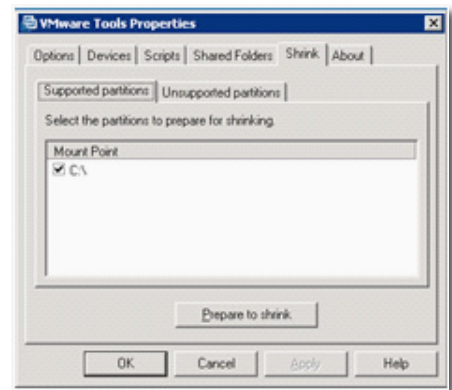 VMware Tools Properties
Options Devices Scripts Shared Folders Shrink About
Supported partitions Unsupported partitions
Select the partitions to prepare for shrinking.
Mount Point
C:\
Prepare to shrink
OK Cancel Apply Help